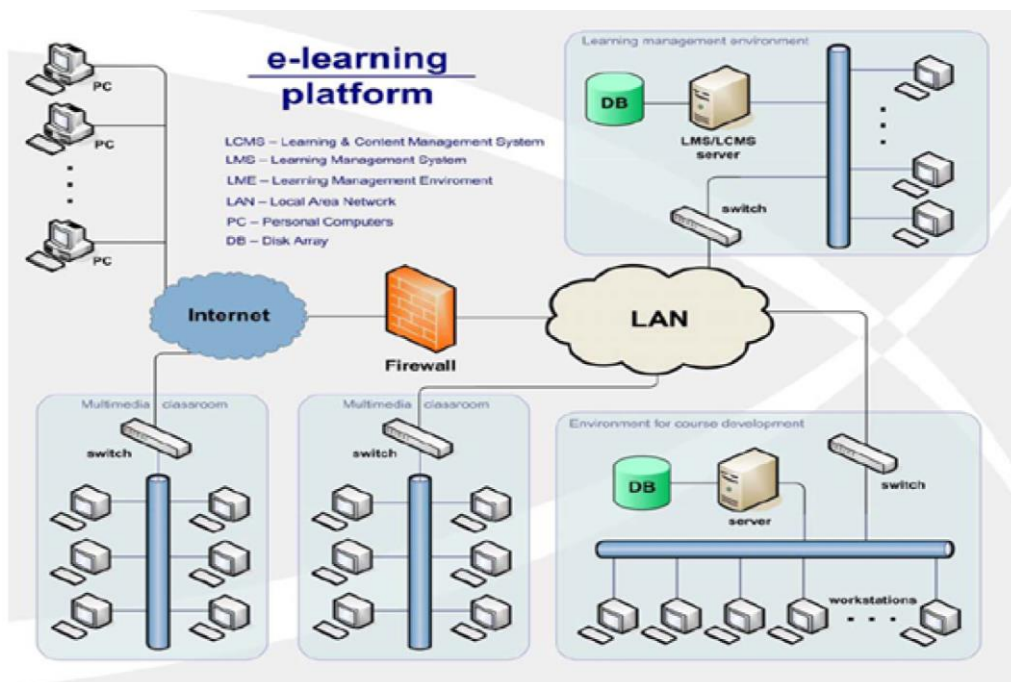 e-learning
platform
LCMS – Learning & Content Management System
LMS – Learning Management System
LME – Learning Management Enviroment
LAN – Local Area Network
PC – Personal Computers
DB – Disk Array
PC
PC
PC
Learning management environment
DB
LMS/LCMS
server
switch
Internet
Firewall
LAN
Multimedia classroom
switch
Multimedia classroom
switch
Environment for course development
DB
server
switch
workstations